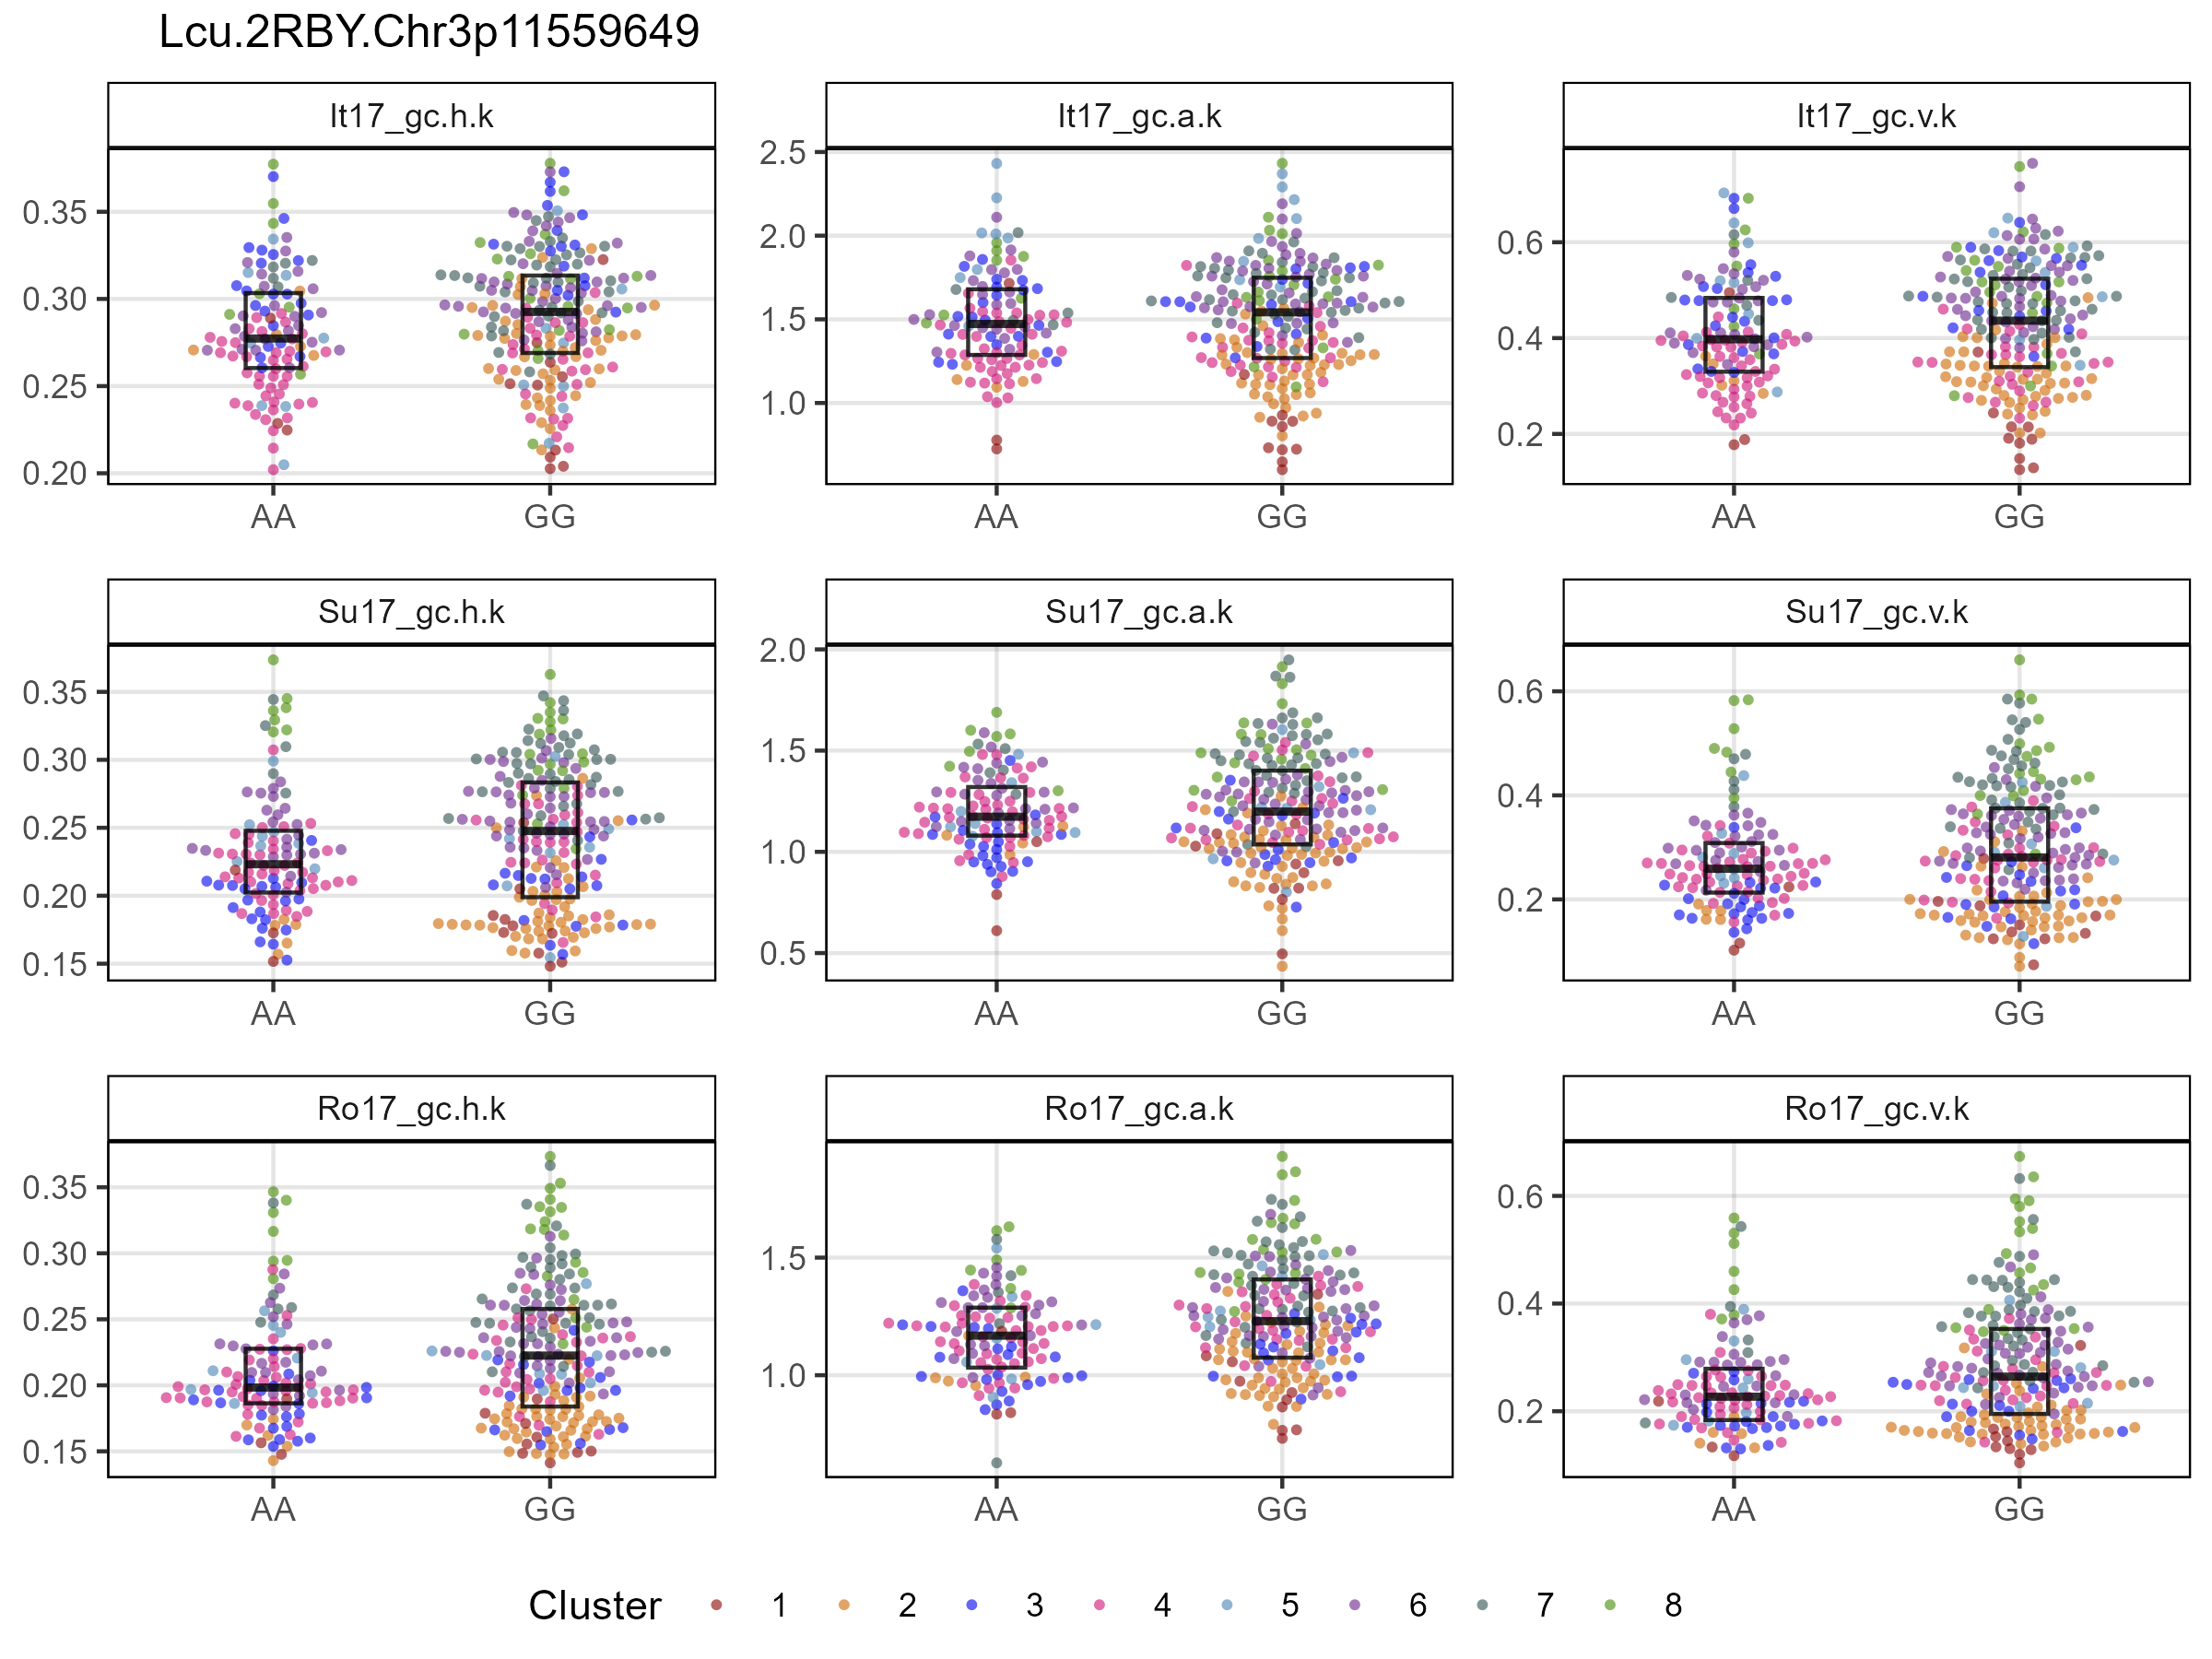 Lcu.2RBY.Chr3p11559649
It17_gc.h.k
It17_gc.a.k
It17_gc.v.k
0.35
0.30
0.25
0.20
AA GG
2.5
2.0
1.5
1.0
AA GG
0.6
0.4
0.2
AA GG
Su17_gc.h.k
Su17_gc.a.k
Su17_gc.v.k
0.35
0.30
0.25
0.20
0.15
AA GG
2.0
1.5
1.0
0.5
AA GG
0.6
0.4
0.2
AA GG
Ro17_gc.h.k
Ro17_gc.a.k
Ro17_gc.v.k
0.35
0.30
0.25
0.20
0.15
AA GG
1.5
1.0
AA GG
0.6
0.4
0.2
AA GG
Cluster 1 2 3 4 5 6 7 8